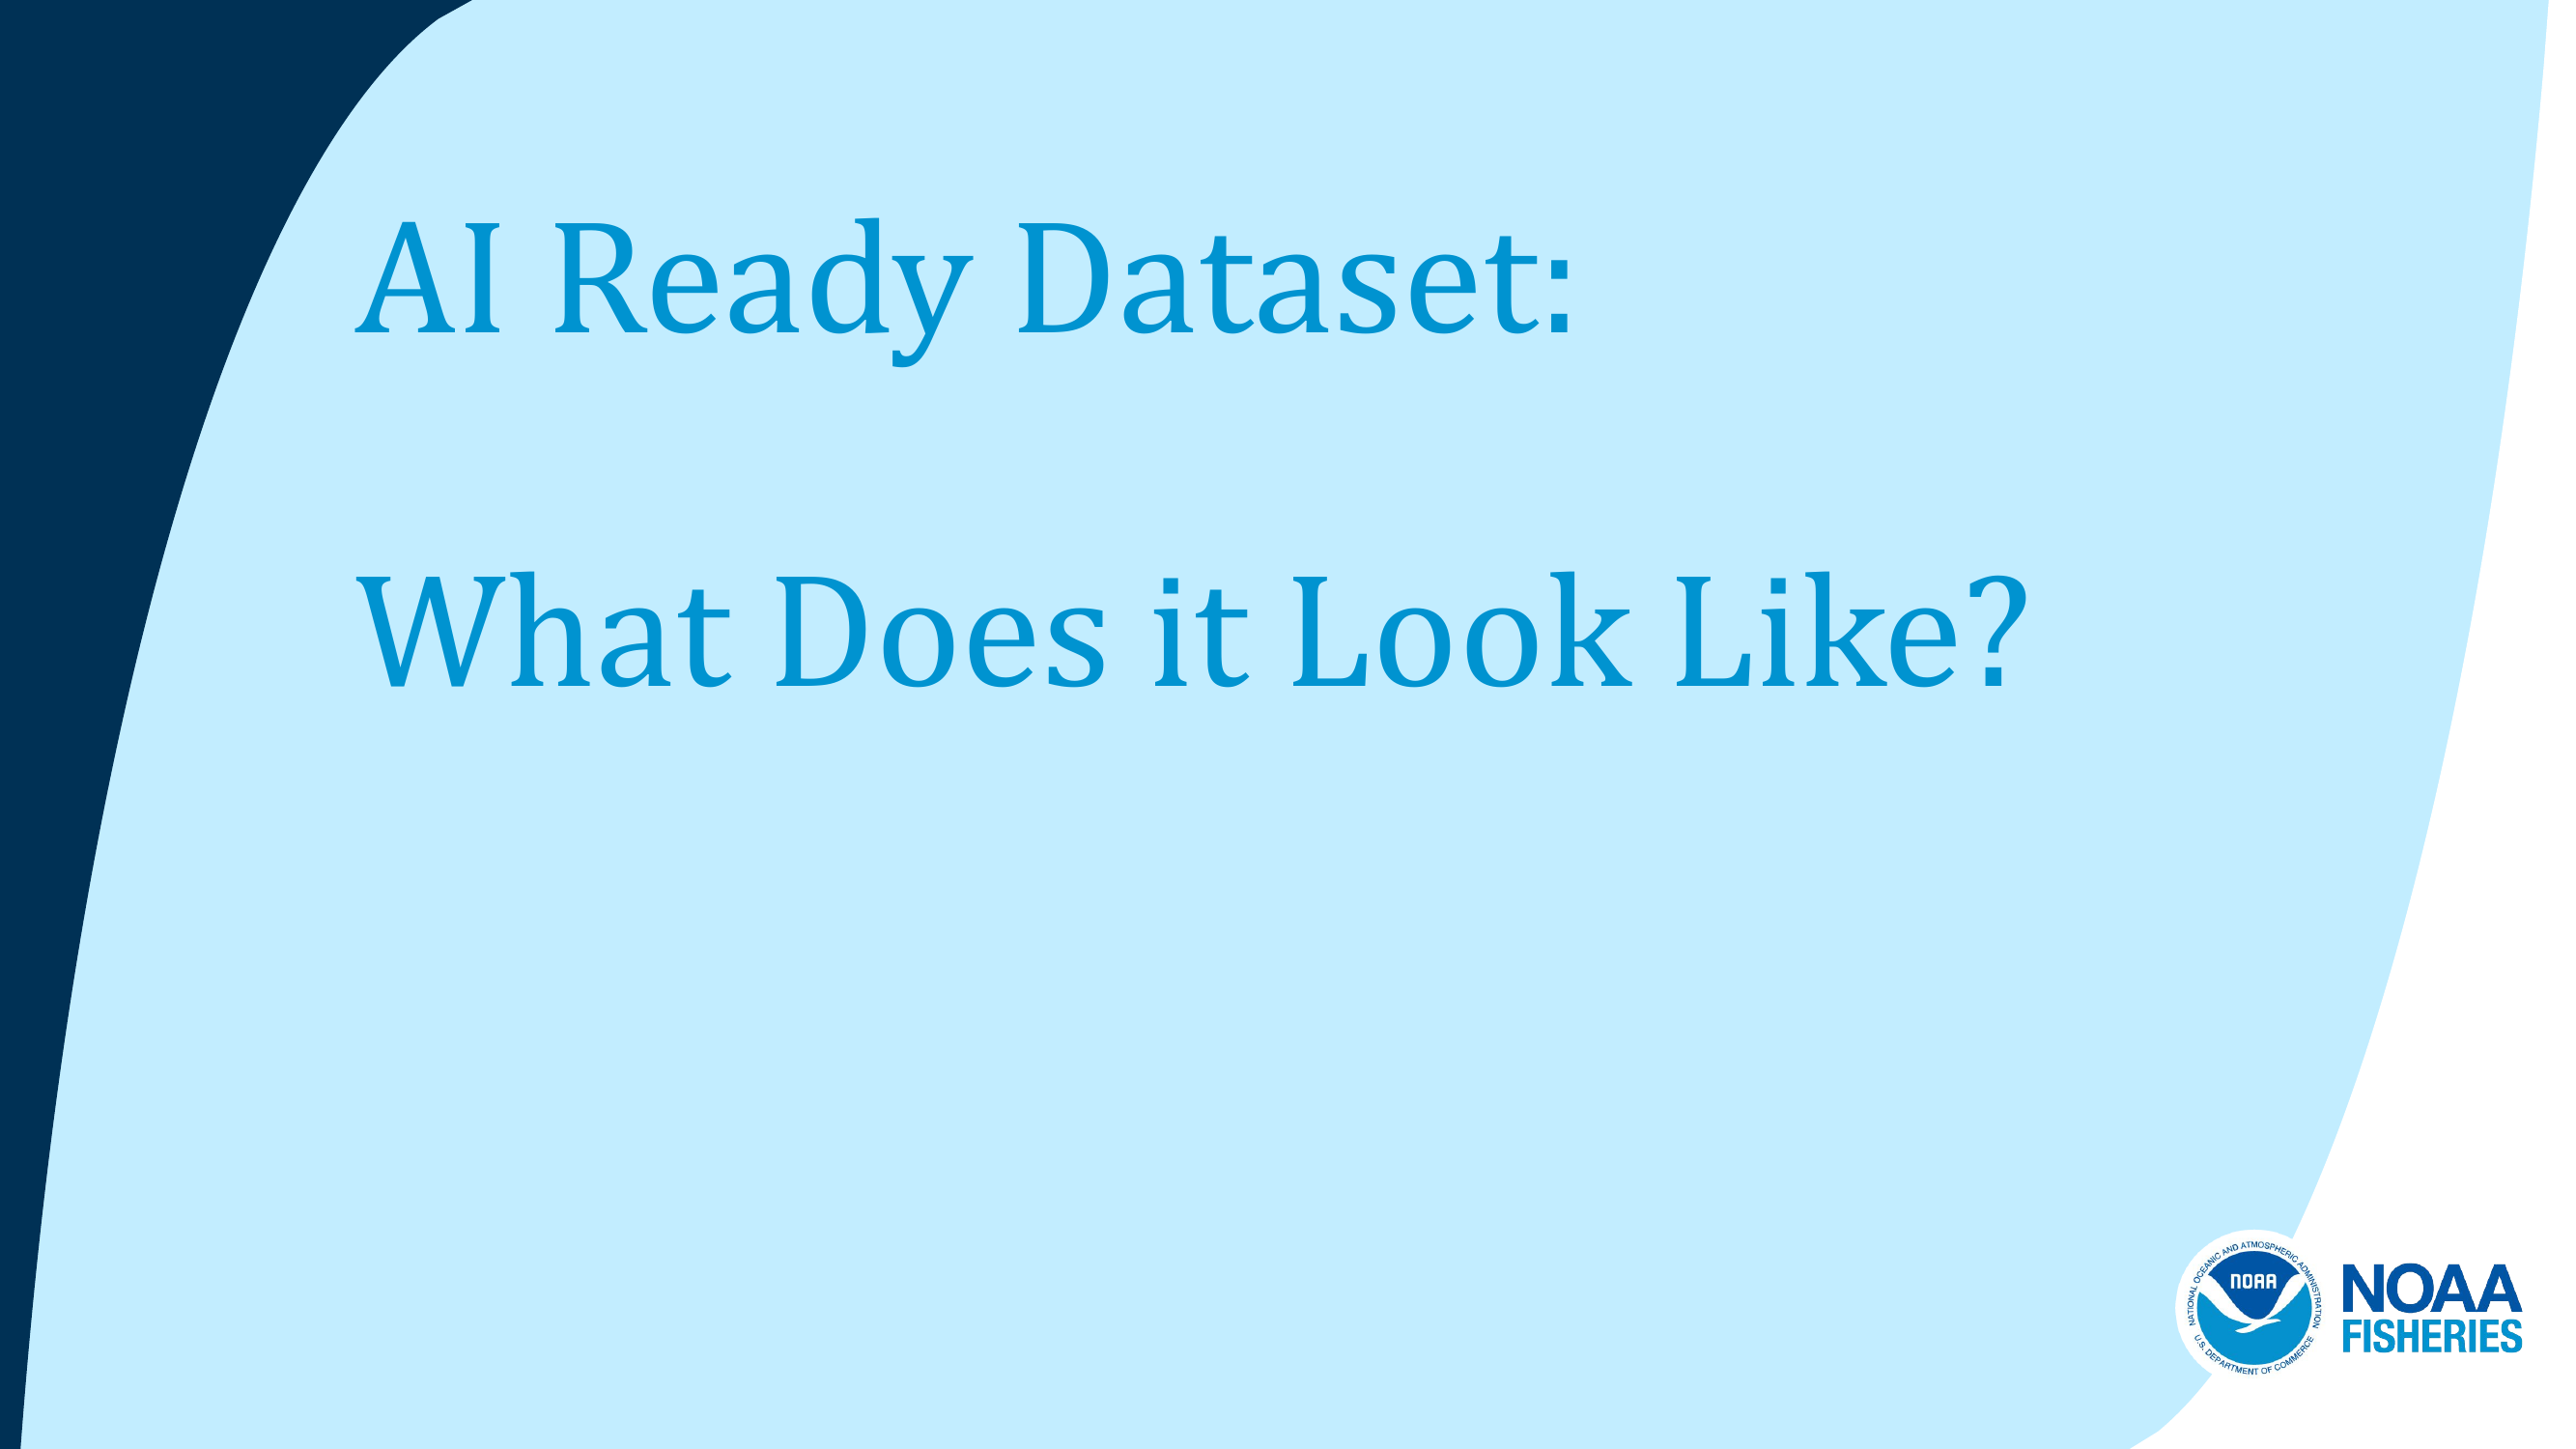 AI Ready Dataset:
What Does it Look Like?
NATIONAL OCEANIC AND ATMOSPHERIC ADMINISTRATION
NOAA
U.S. DEPARTMENT OF COMMERCE
NOAA
FISHERIES